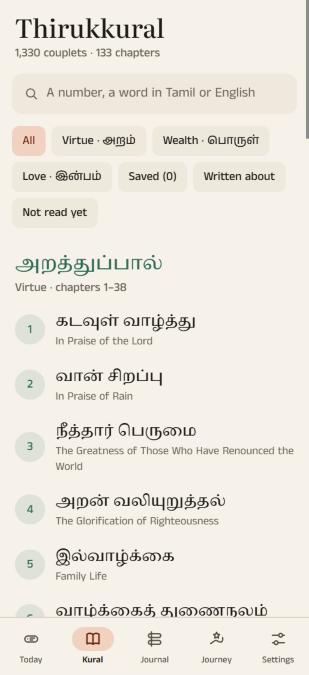 Thirukkural
1,330 couplets · 133 chapters
A number, a word in Tamil or English
All
Virtue · அறம்
Wealth · பொருள்
Love · இன்பம்
Saved (0)
Written about
Not read yet
அறத்துப்பால்
Virtue · chapters 1–38
1
கடவுள் வாழ்த்து
In Praise of the Lord
2
வான் சிறப்பு
In Praise of Rain
3
நீத்தார் பெருமை
The Greatness of Those Who Have Renounced the
World
4
அறன் வலியுறுத்தல்
The Glorification of Righteousness
5
இல்வாழ்க்கை
Family Life
6
வாழ்க்கைத் துணைநலம்
Today
Kural
Journal
Journey
Settings